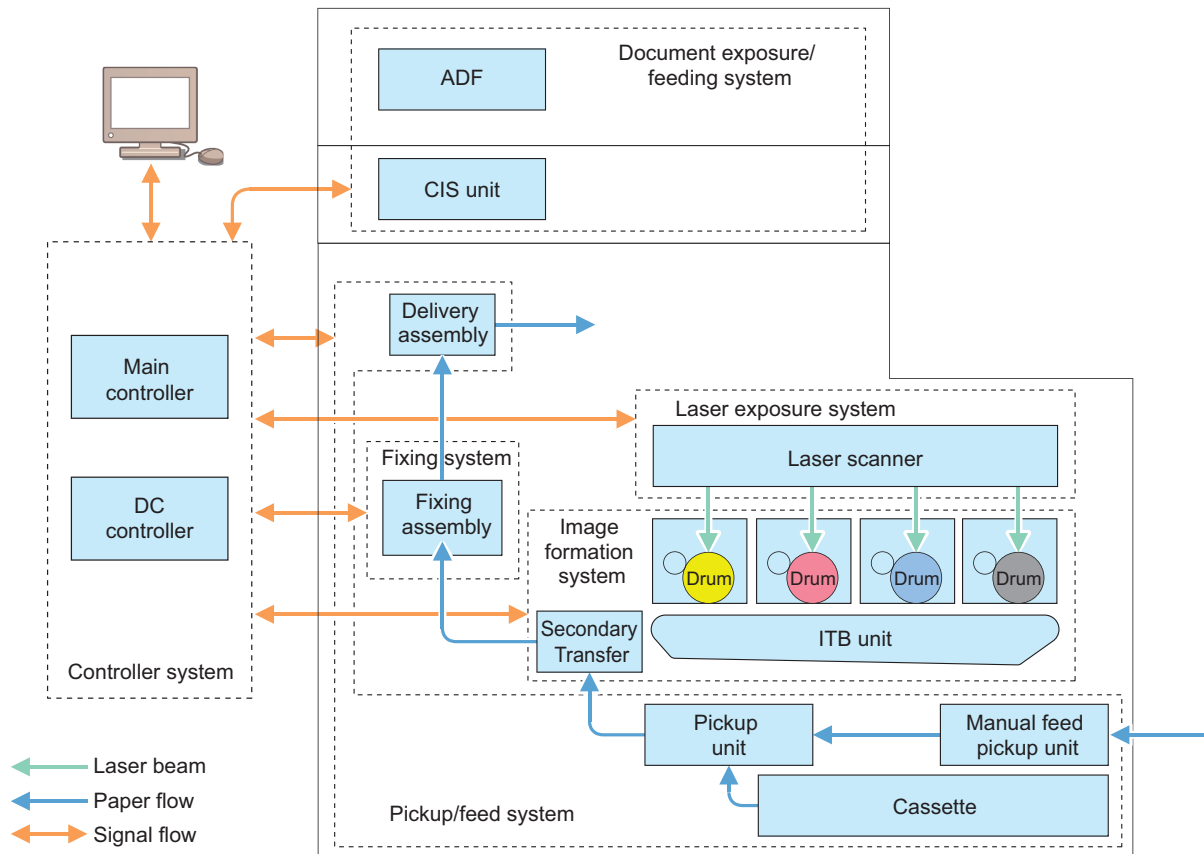 Document exposure/
feeding system
ADF
CIS unit
Delivery
assembly
Main
controller
Laser exposure system
Laser scanner
Fixing system
Fixing
assembly
DC
controller
Image
formation
system
Drum
Drum
Drum
Drum
Secondary
Transfer
ITB unit
Controller system
Pickup
unit
Manual feed
pickup unit
Cassette
Pickup/feed system
Laser beam
Paper flow
Signal flow